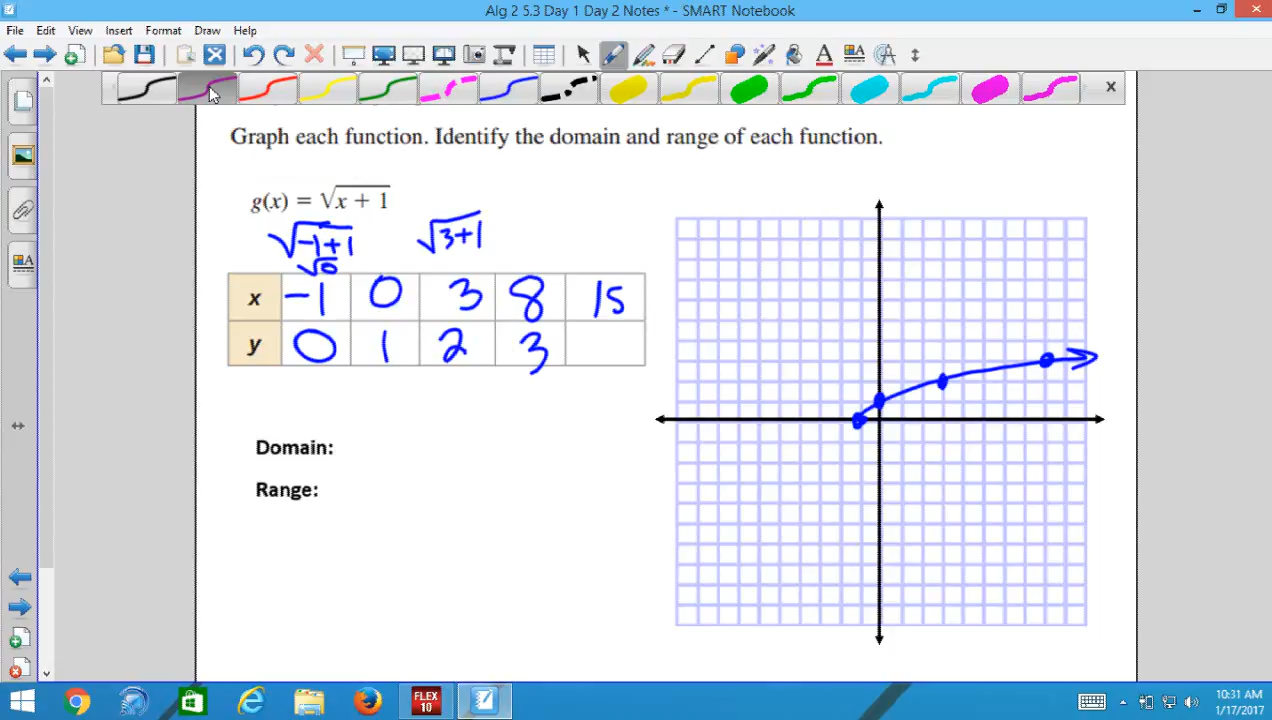 Alg 2 5.3 Day 1 Day 2 Notes * - SMART Notebook
File Edit View Insert Format Draw Help
Graph each function. Identify the domain and range of each function.
g(x) = √x + 1
√-1+1 √3+1
√0
x -1 0 3 8 15
y 0 1 2 3
Domain:
Range:
FLEX
10
10:31 AM
1/17/2017